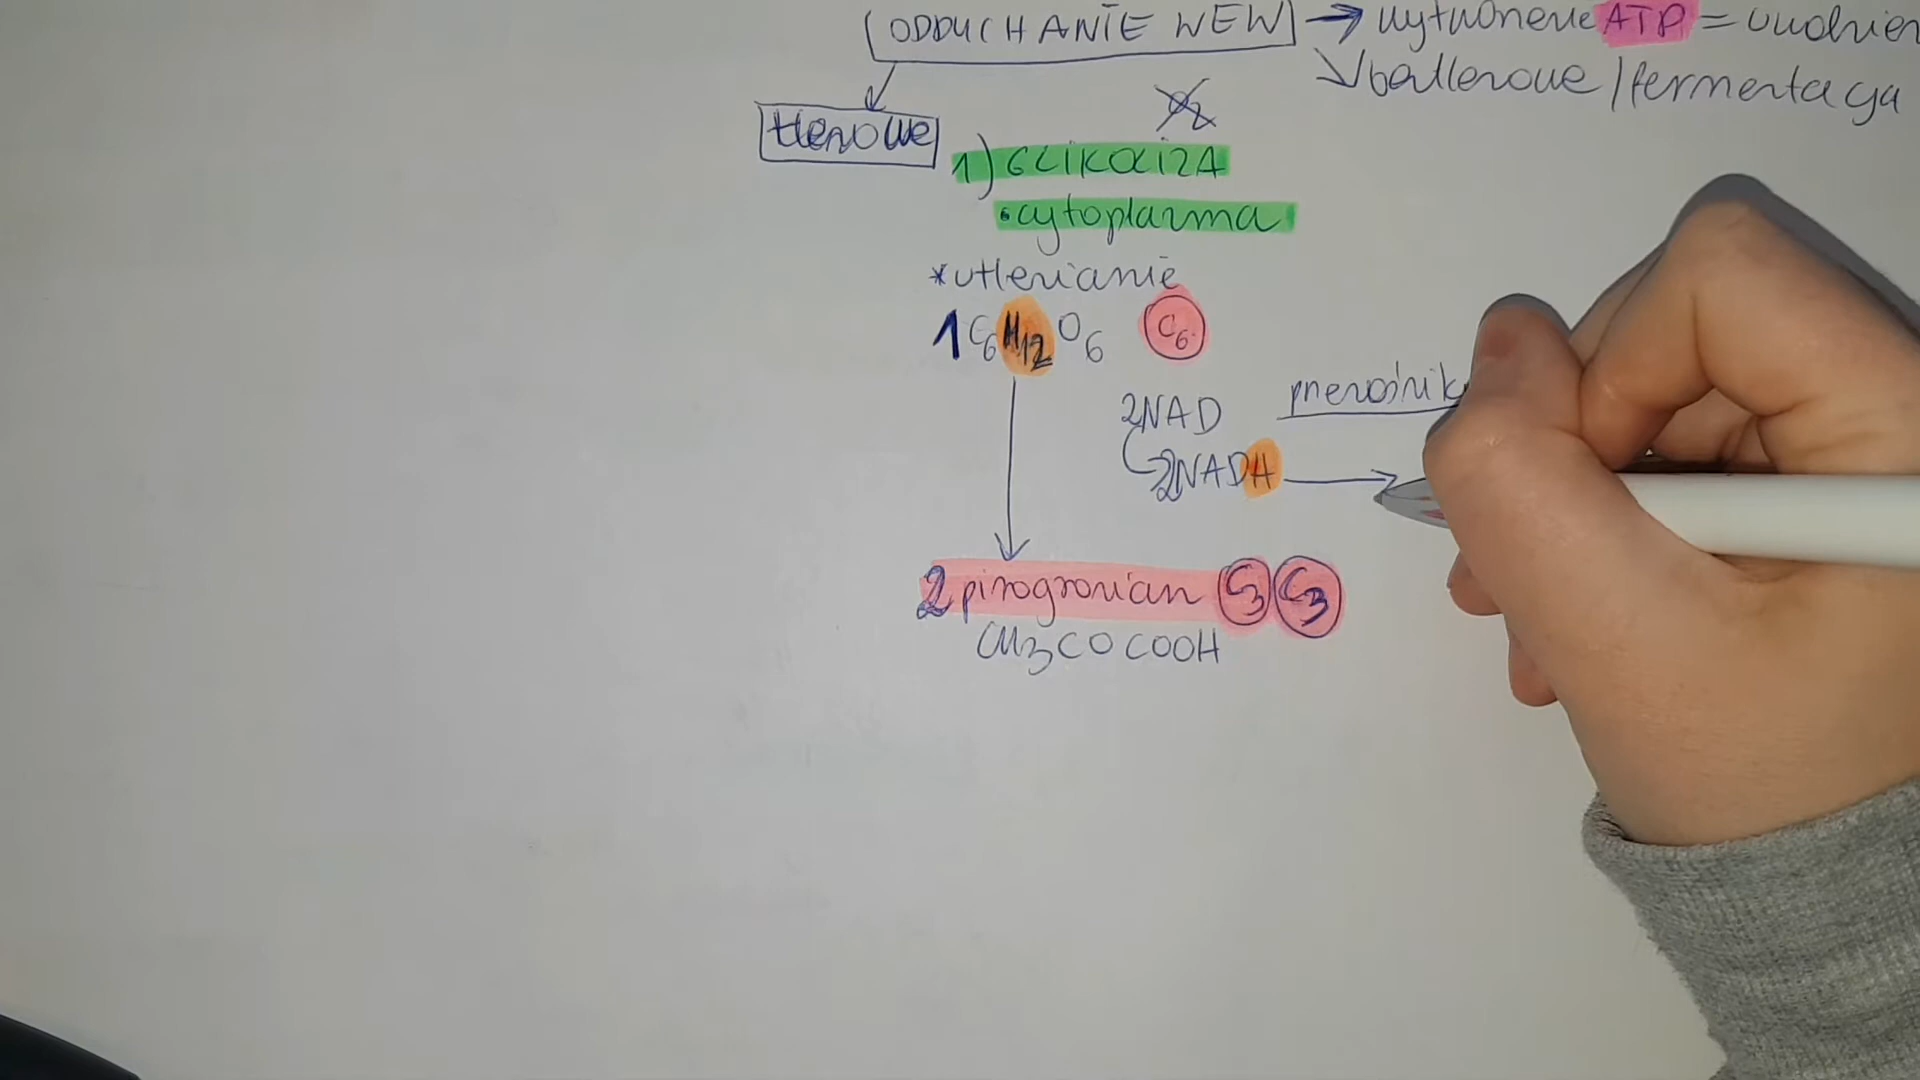 ODDYCHANIE WEW → wytworzenie ATP = uwolnien
beztlenowe / fermentacja
tlenowe
O2
1) GLIKOLIZA
• cytoplazma
* utlenianie
1 C6H12O6 C6
2NAD przenośnik
2NADH
2 pirogronian C3 C3
CH3COCOOH